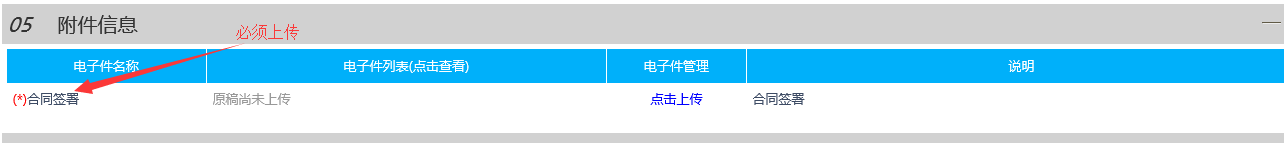 05 附件信息
必须上传
电子件名称 电子件列表(点击查看) 电子件管理 说明
(*)合同签署 原稿尚未上传 点击上传 合同签署